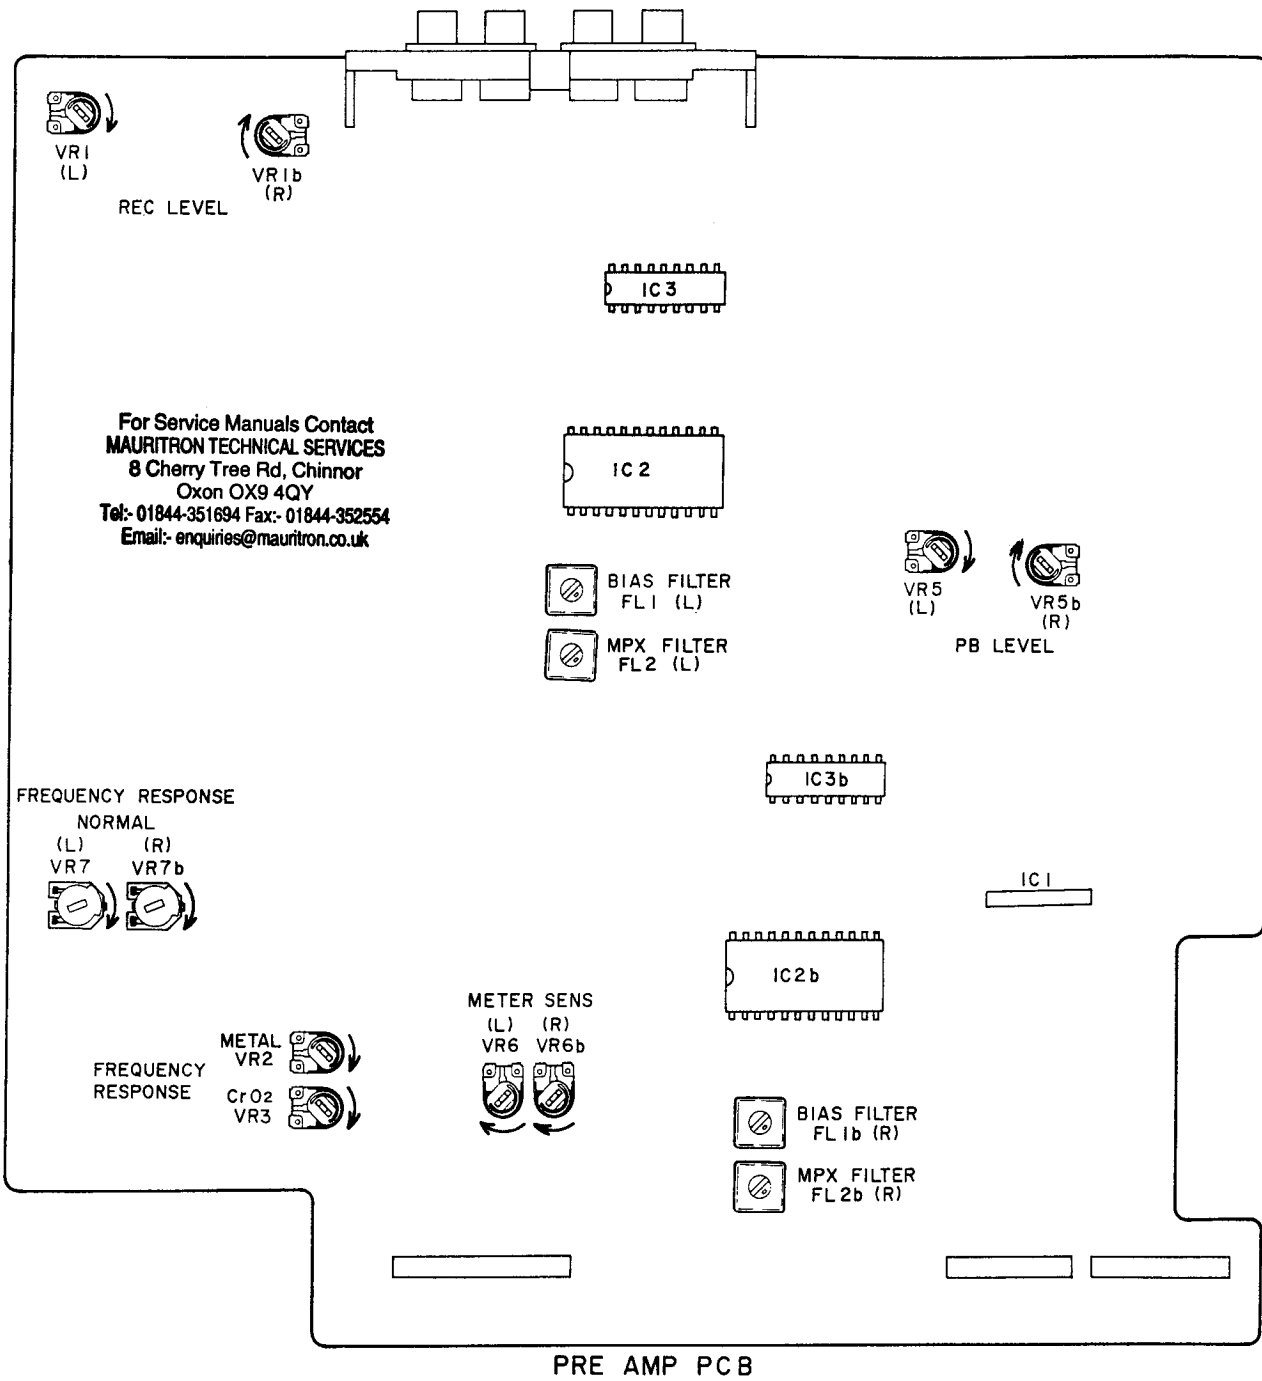 VR1
(L)
VR1b
(R)
REC LEVEL
IC3
For Service Manuals Contact
MAURITRON TECHNICAL SERVICES
8 Cherry Tree Rd, Chinnor
Oxon OX9 4QY
Tel:- 01844-351694 Fax:- 01844-352554
Email:- enquiries@mauritron.co.uk
IC2
BIAS FILTER
FL1 (L)
MPX FILTER
FL2 (L)
VR5
(L)
VR5b
(R)
PB LEVEL
IC3b
FREQUENCY RESPONSE
NORMAL
(L) (R)
VR7 VR7b
IC1
IC2b
METER SENS
(L) (R)
VR6 VR6b
METAL
VR2
FREQUENCY
RESPONSE
CrO2
VR3
BIAS FILTER
FL1b (R)
MPX FILTER
FL2b (R)
PRE AMP PCB